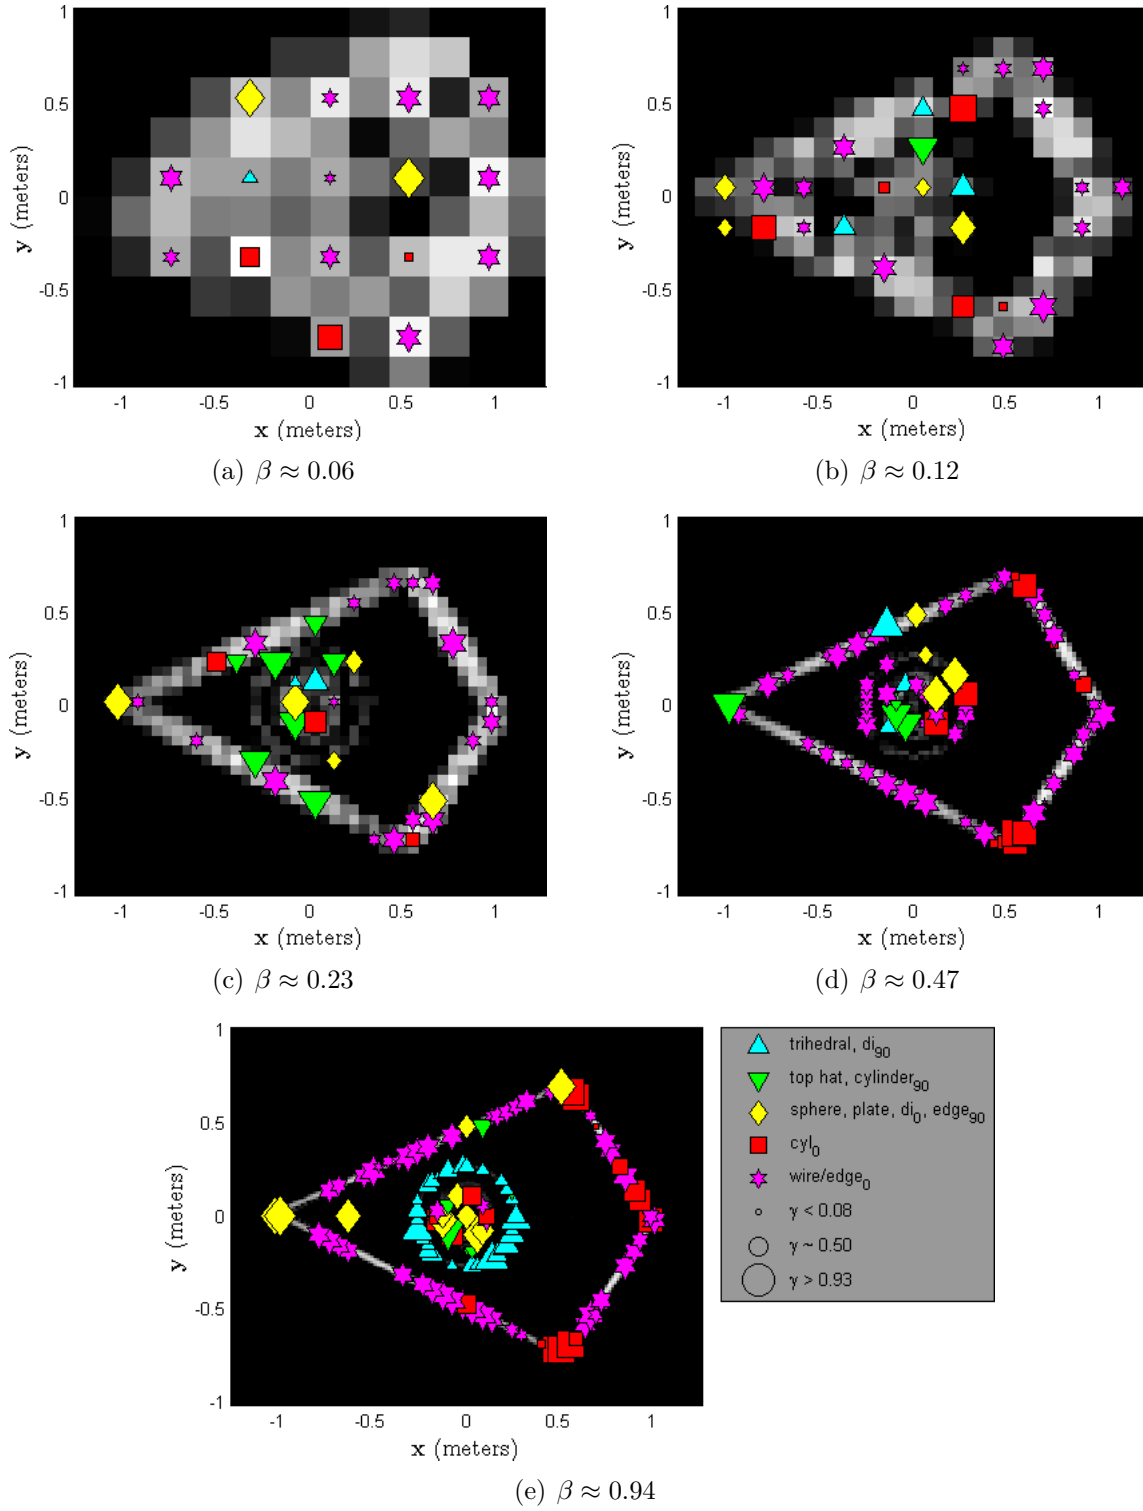 1
0.5
0
-0.5
-1
y (meters)
-1 -0.5 0 0.5 1
x (meters)
(a) β ≈ 0.06
1
0.5
0
-0.5
-1
y (meters)
-1 -0.5 0 0.5 1
x (meters)
(b) β ≈ 0.12
1
0.5
0
-0.5
-1
y (meters)
-1 -0.5 0 0.5 1
x (meters)
(c) β ≈ 0.23
1
0.5
0
-0.5
-1
y (meters)
-1 -0.5 0 0.5 1
x (meters)
(d) β ≈ 0.47
1
0.5
0
-0.5
-1
y (meters)
-1 -0.5 0 0.5 1
x (meters)
trihedral, di₉₀
top hat, cylinder₉₀
sphere, plate, di₀, edge₉₀
cyl₀
wire/edge₀
γ < 0.08
γ ~ 0.50
γ > 0.93
(e) β ≈ 0.94